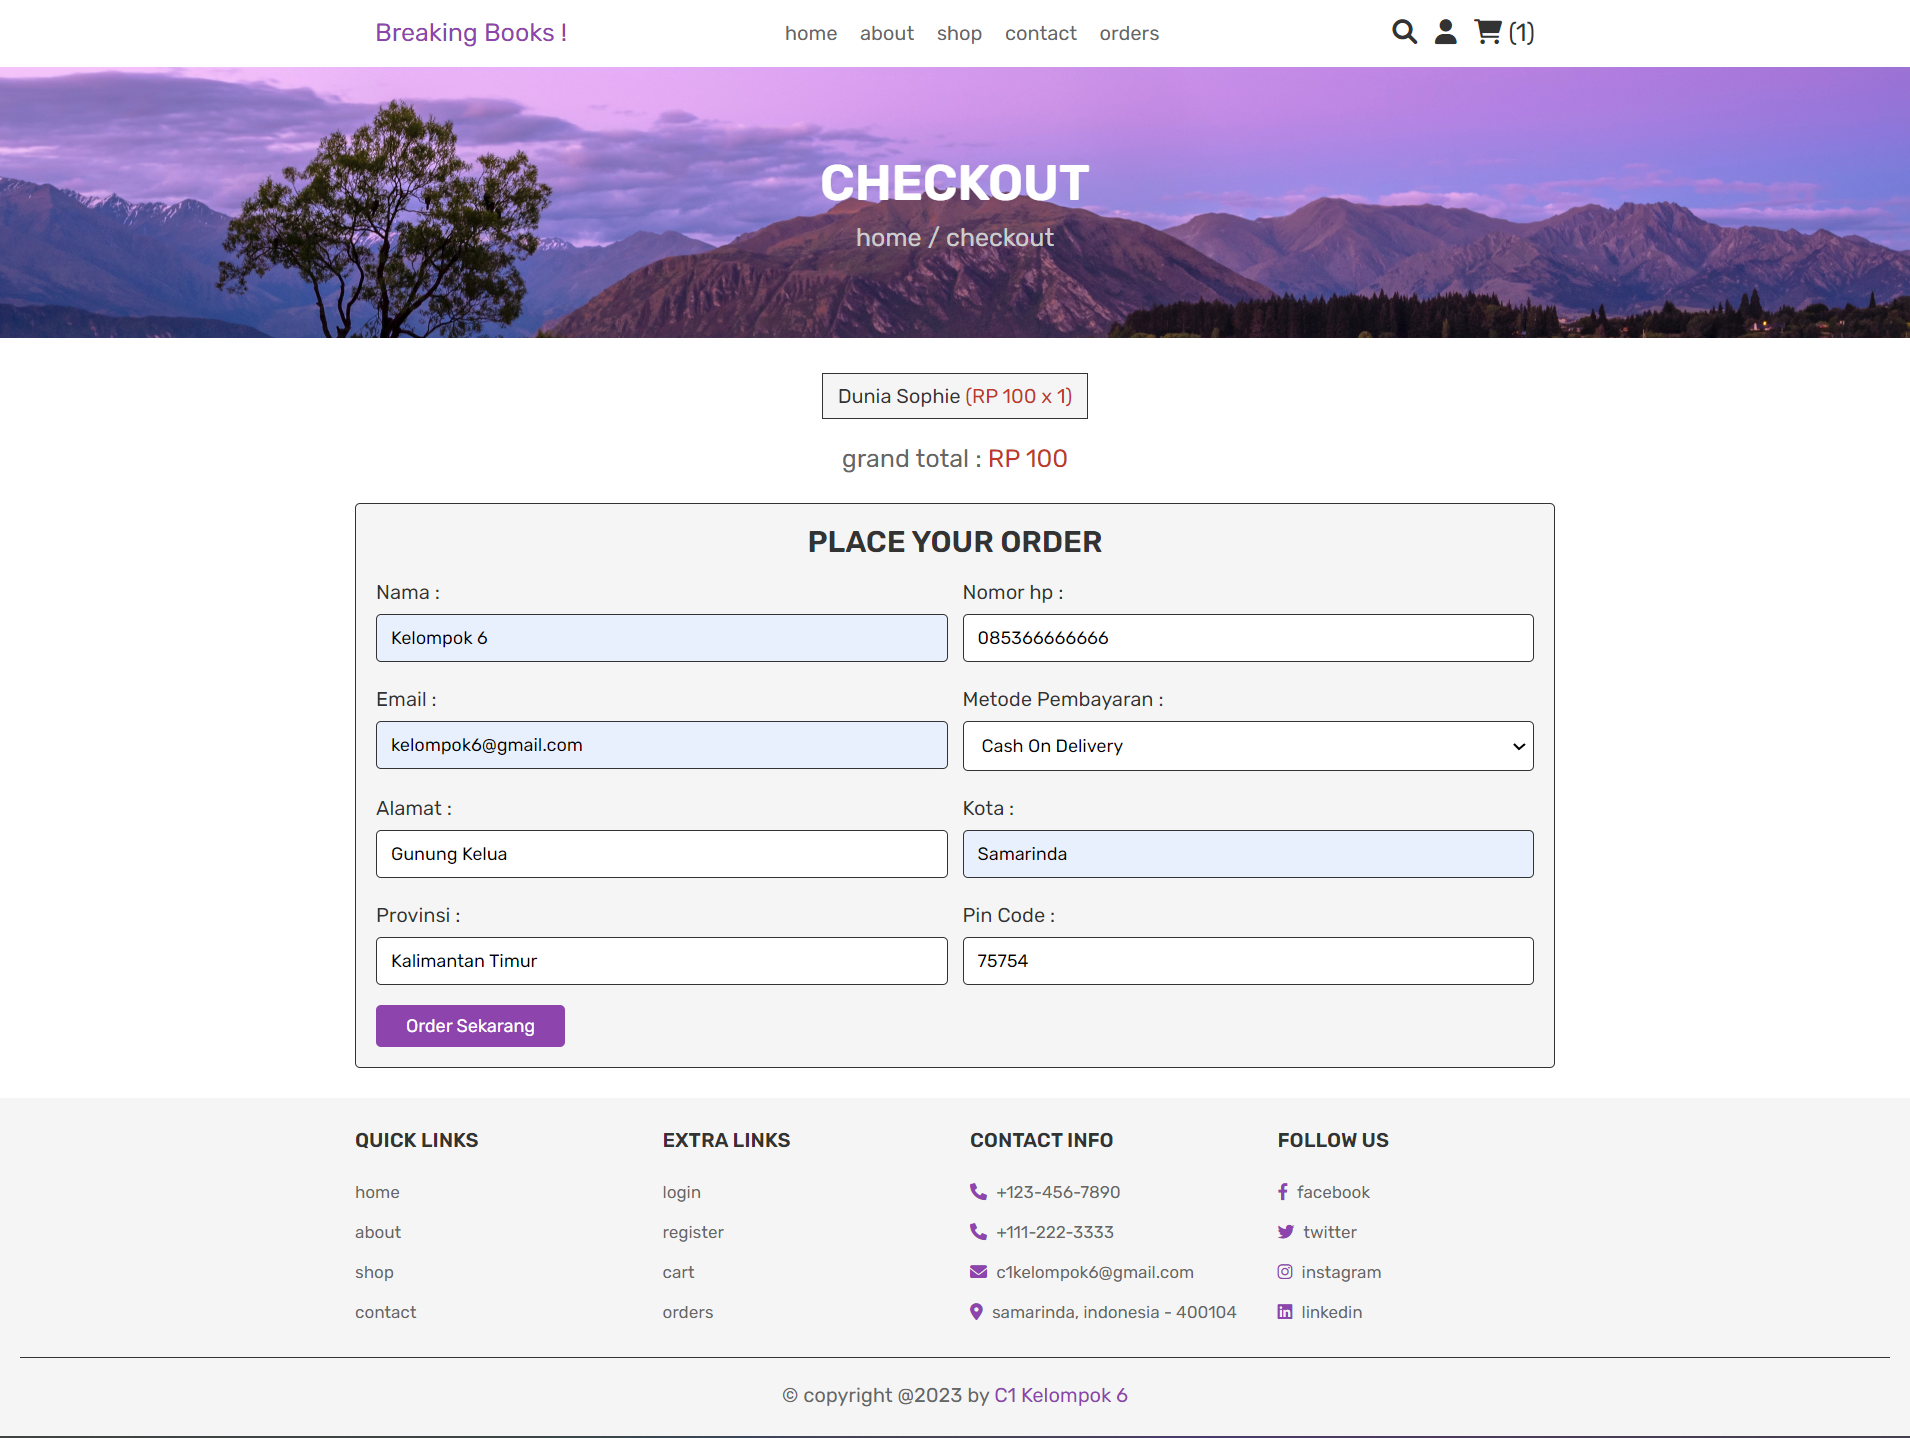 Breaking Books !
home about shop contact orders
(1)
CHECKOUT
home / checkout
Dunia Sophie (RP 100 x 1)
grand total : RP 100
PLACE YOUR ORDER
Nama : Nomor hp :
Kelompok 6 085366666666
Email : Metode Pembayaran :
kelompok6@gmail.com Cash On Delivery
Alamat : Kota :
Gunung Kelua Samarinda
Provinsi : Pin Code :
Kalimantan Timur 75754
Order Sekarang
QUICK LINKS
home
about
shop
contact
EXTRA LINKS
login
register
cart
orders
CONTACT INFO
+123-456-7890
+111-222-3333
c1kelompok6@gmail.com
samarinda, indonesia - 400104
FOLLOW US
facebook
twitter
instagram
linkedin
© copyright @2023 by C1 Kelompok 6